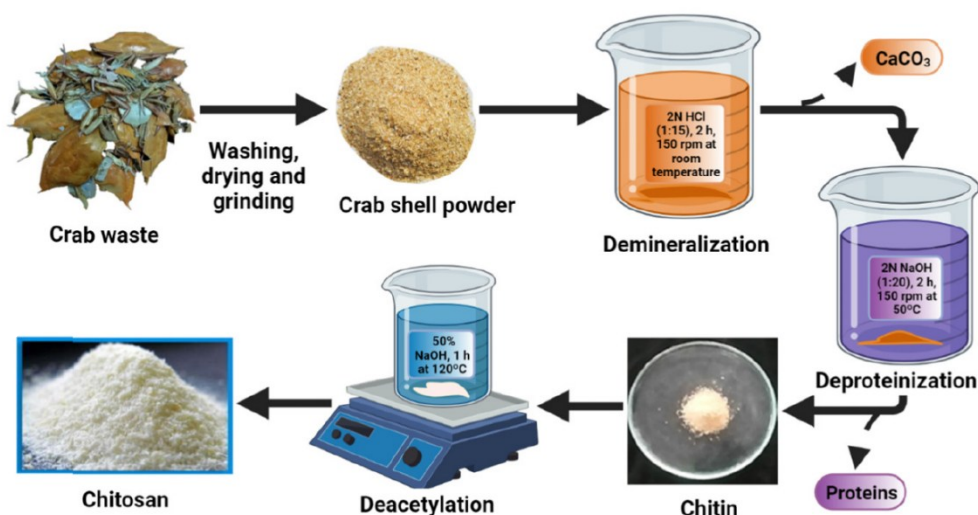 Crab waste
Washing,
drying and
grinding
Crab shell powder
2N HCl
(1:15), 2 h,
150 rpm at
room
temperature
Demineralization
CaCO₃
2N NaOH
(1:20), 2 h,
150 rpm at
50ºC
Deproteinization
Proteins
Chitin
50%
NaOH, 1 h
at 120ºC
Deacetylation
Chitosan